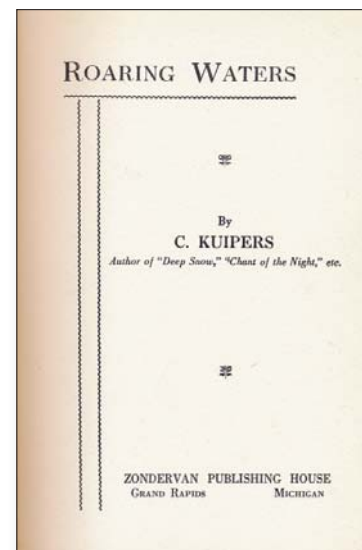 ROARING WATERS
By
C. KUIPERS
Author of "Deep Snow," "Chant of the Night," etc.
ZONDERVAN PUBLISHING HOUSE
GRAND RAPIDS MICHIGAN